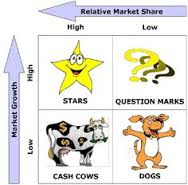 Relative Market Share
High Low
Market Growth
High
STARS QUESTION MARKS
Low
CASH COWS DOGS